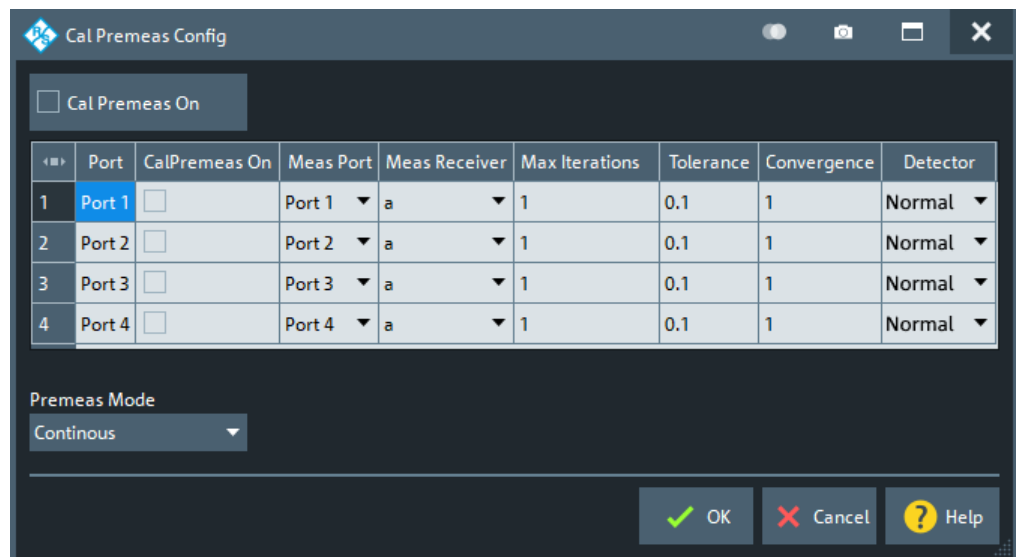 Cal Premeas Config
Cal Premeas On
Port CalPremeas On Meas Port Meas Receiver Max Iterations Tolerance Convergence Detector
1 Port 1 Port 1 a 1 0.1 1 Normal
2 Port 2 Port 2 a 1 0.1 1 Normal
3 Port 3 Port 3 a 1 0.1 1 Normal
4 Port 4 Port 4 a 1 0.1 1 Normal
Premeas Mode
Continous
OK Cancel ? Help